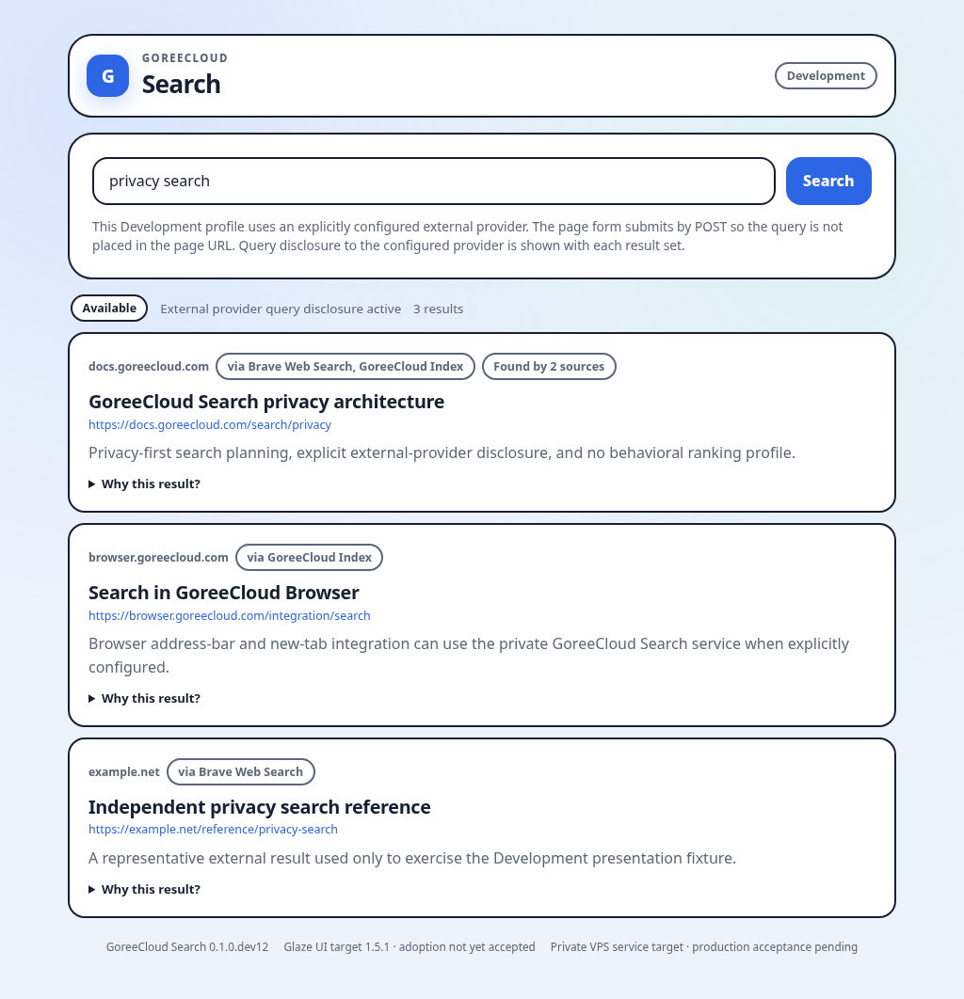 G
GOREECLOUD
Search
Development
privacy search
Search
This Development profile uses an explicitly configured external provider. The page form submits by POST so the query is not
placed in the page URL. Query disclosure to the configured provider is shown with each result set.
Available External provider query disclosure active 3 results
docs.goreecloud.com via Brave Web Search, GoreeCloud Index Found by 2 sources
GoreeCloud Search privacy architecture
https://docs.goreecloud.com/search/privacy
Privacy-first search planning, explicit external-provider disclosure, and no behavioral ranking profile.
▶ Why this result?
browser.goreecloud.com via GoreeCloud Index
Search in GoreeCloud Browser
https://browser.goreecloud.com/integration/search
Browser address-bar and new-tab integration can use the private GoreeCloud Search service when explicitly
configured.
▶ Why this result?
example.net via Brave Web Search
Independent privacy search reference
https://example.net/reference/privacy-search
A representative external result used only to exercise the Development presentation fixture.
▶ Why this result?
GoreeCloud Search 0.1.0.dev12 Glaze UI target 1.5.1 · adoption not yet accepted Private VPS service target · production acceptance pending